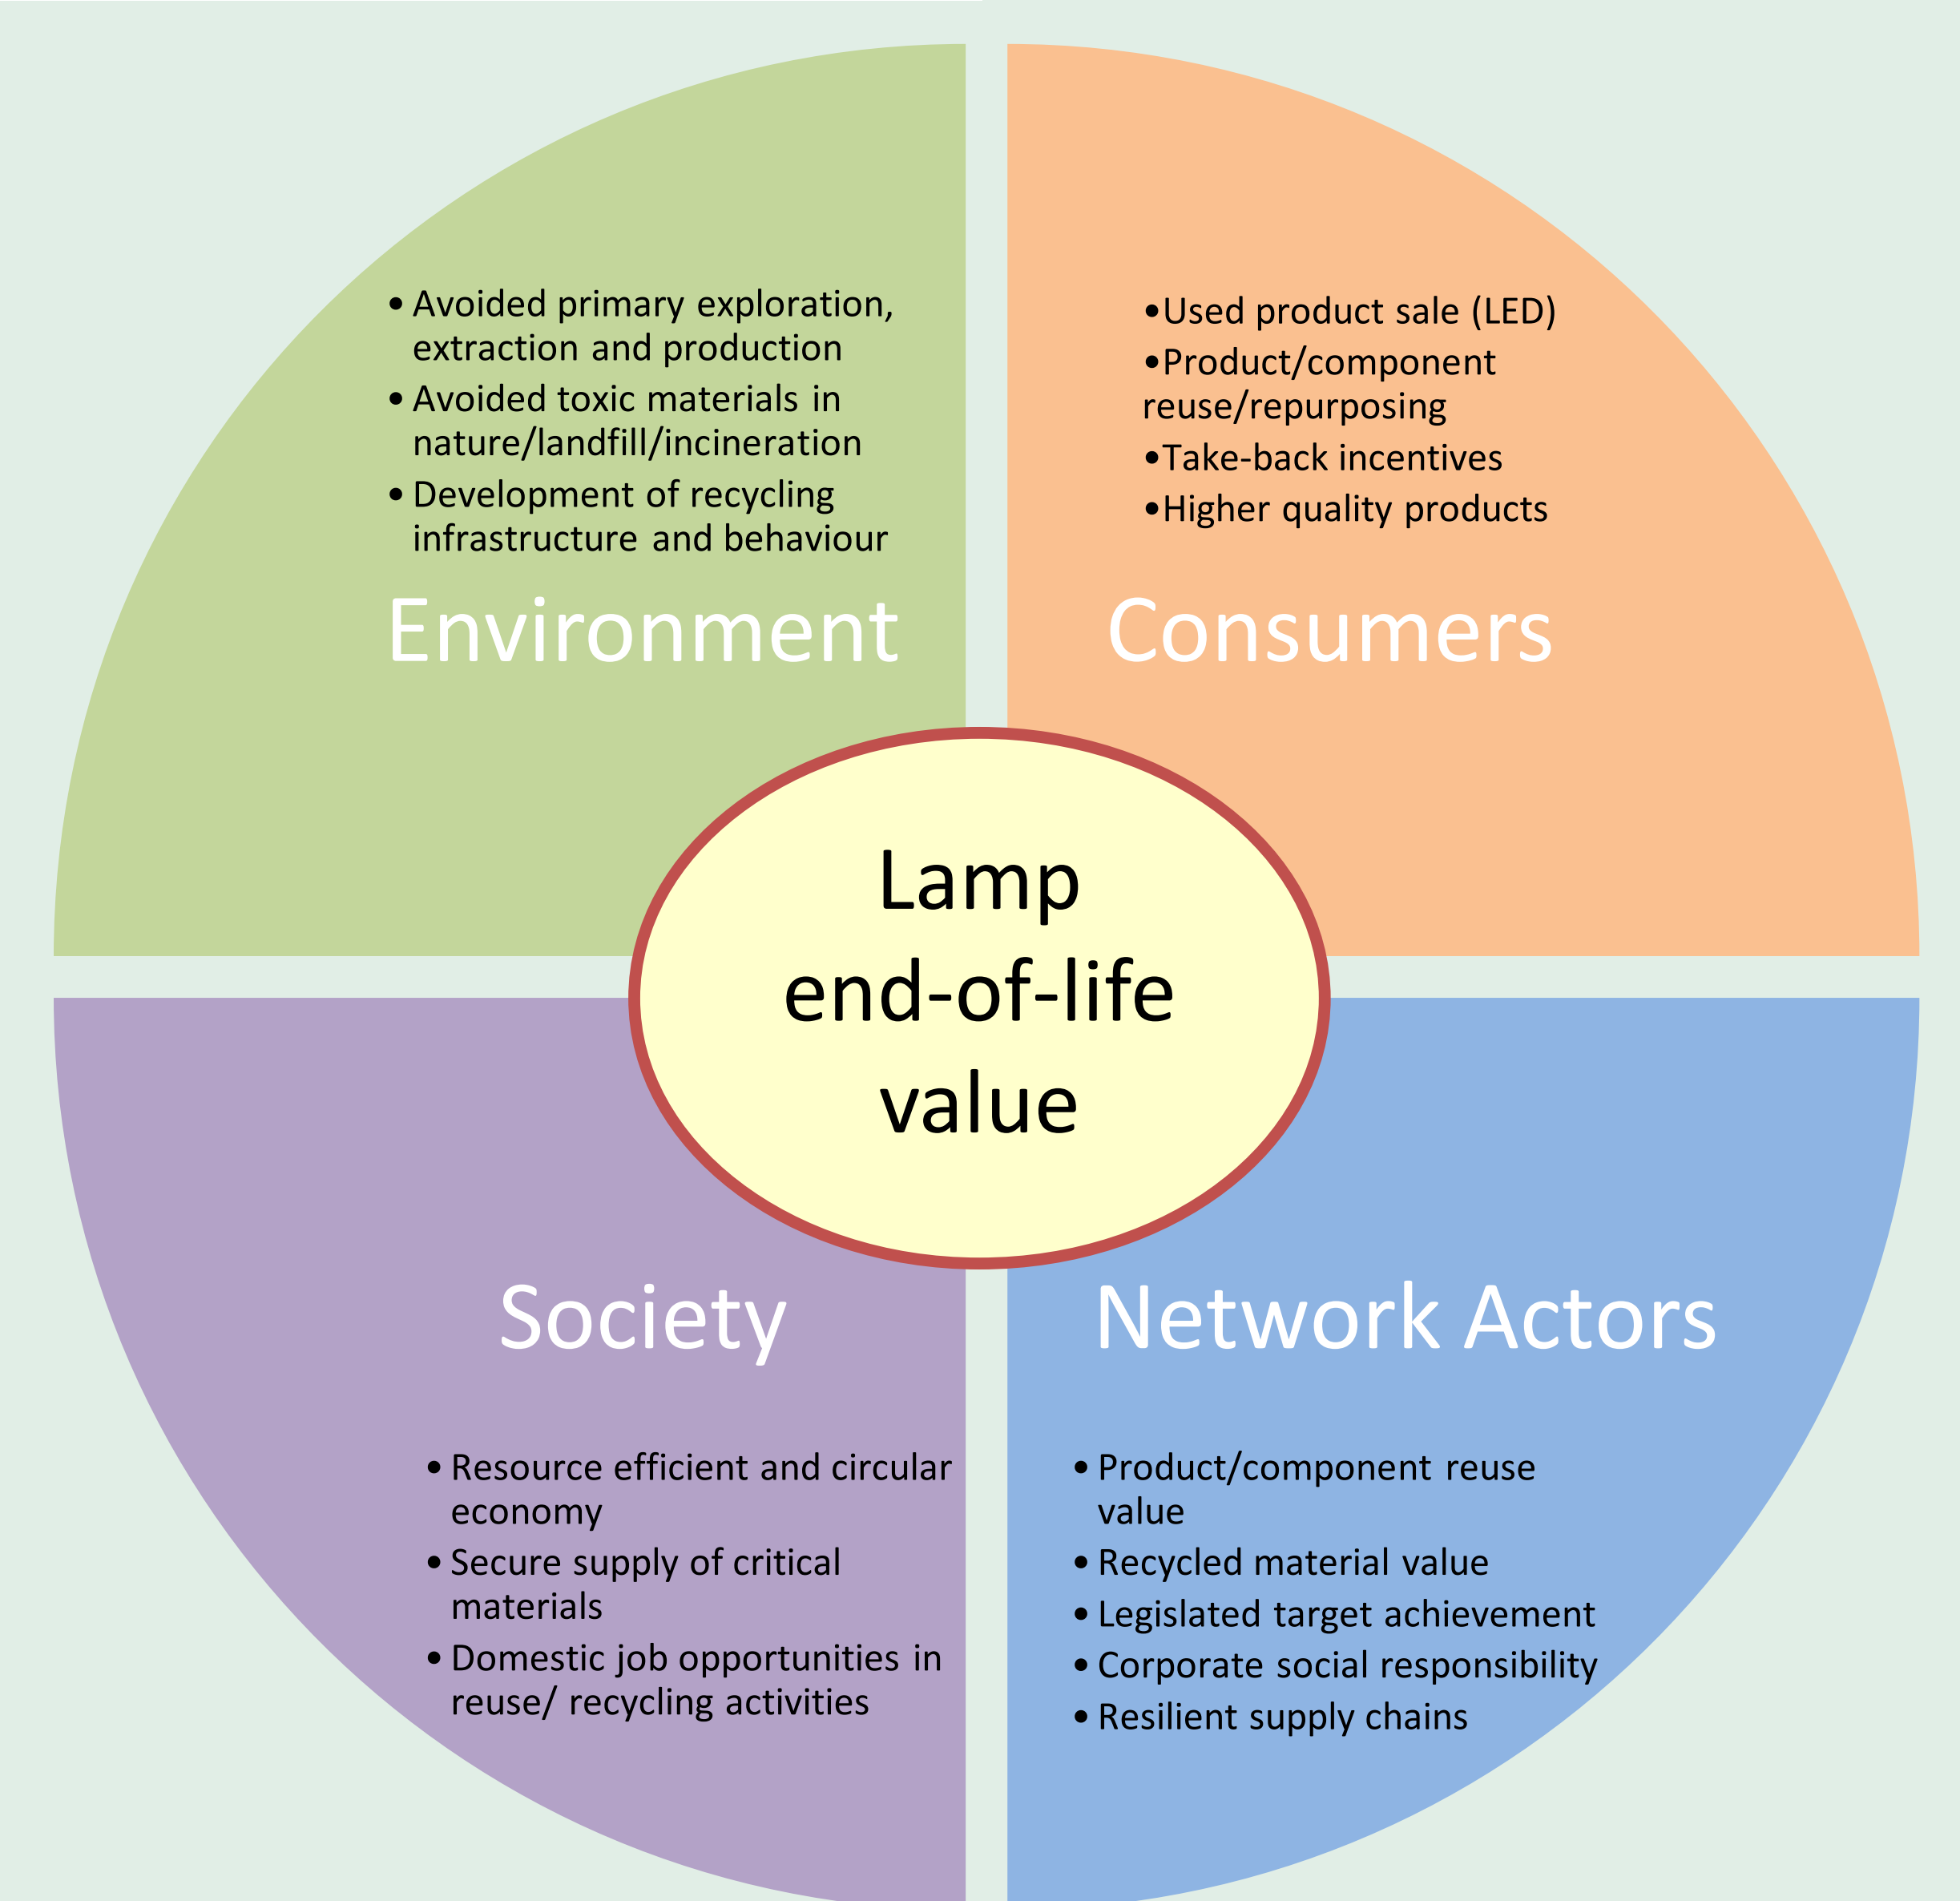 • Avoided primary exploration,
extraction and production
• Avoided toxic materials in
nature/landfill/incineration
• Development of recycling
infrastructure and behaviour
Environment
•Used product sale (LED)
•Product/component
reuse/repurposing
•Take-back incentives
•Higher quality products
Consumers
Lamp
end-of-life
value
Society
• Resource efficient and circular
economy
• Secure supply of critical
materials
• Domestic job opportunities in
reuse/ recycling activities
Network Actors
• Product/component reuse
value
• Recycled material value
• Legislated target achievement
• Corporate social responsibility
• Resilient supply chains